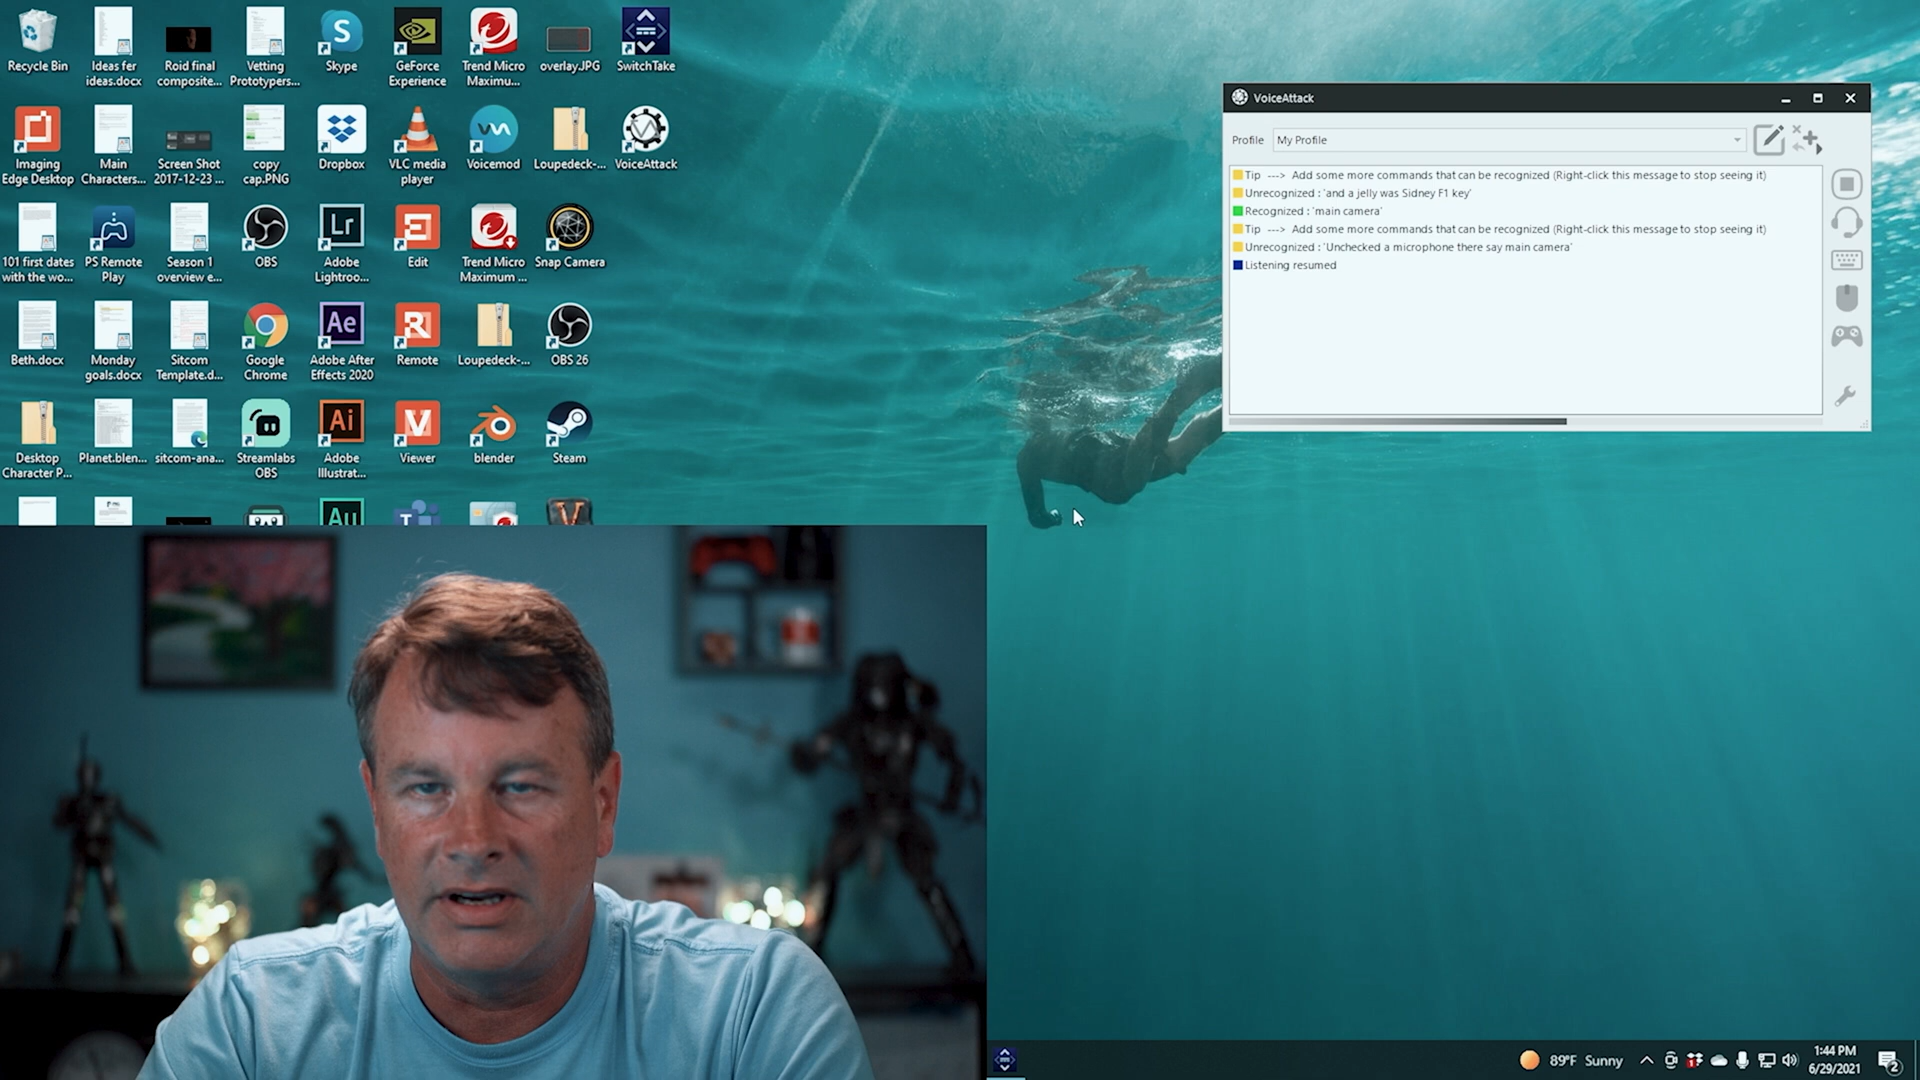 Recycle Bin
Ideas fer
ideas.docx
Roid final
composite...
Vetting
Prototypers...
Skype
GeForce
Experience
Trend Micro
Maximu...
overlay.JPG
SwitchTake
Imaging
Edge Desktop
Main
Characters...
Screen Shot
2017-12-23 ...
copy
cap.PNG
Dropbox
VLC media
player
Voicemod
Loupedeck-...
VoiceAttack
101 first dates
with the wo...
PS Remote
Play
Season 1
overview e...
OBS
Adobe
Lightroo...
Edit
Trend Micro
Maximum ...
Snap Camera
Beth.docx
Monday
goals.docx
Sitcom
Template.d...
Google
Chrome
Adobe After
Effects 2020
Remote
Loupedeck-...
OBS 26
Desktop
Character P...
Planet.blen...
sitcom-ana...
Streamlabs
OBS
Adobe
Illustrat...
Viewer
blender
Steam
VoiceAttack
Profile My Profile
Tip ---> Add some more commands that can be recognized (Right-click this message to stop seeing it)
Unrecognized : 'and a jelly was Sidney F1 key'
Recognized : 'main camera'
Tip ---> Add some more commands that can be recognized (Right-click this message to stop seeing it)
Unrecognized : 'Unchecked a microphone there say main camera'
Listening resumed
89°F Sunny
1:44 PM
6/29/2021
2